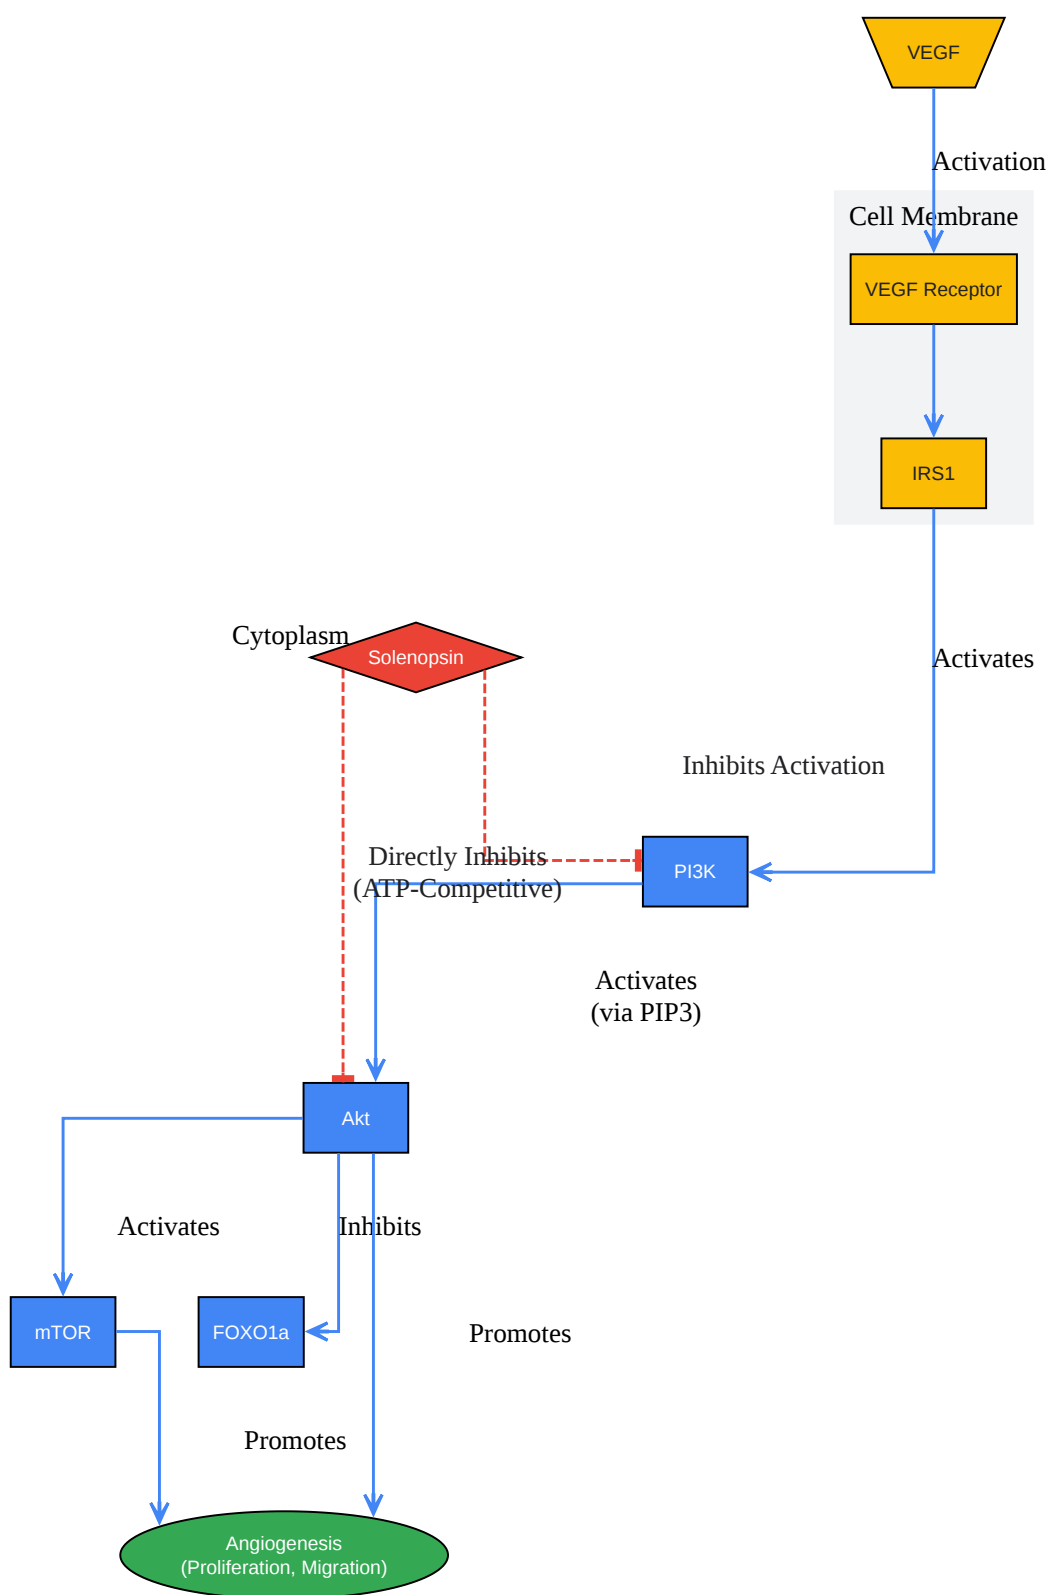 VEGF
Activation
Cell Membrane
VEGF Receptor
IRS1
Cytoplasm
Solenopsin
Activates
Inhibits Activation
Directly Inhibits
(ATP-Competitive)
PI3K
Activates
(via PIP3)
Akt
Activates
Inhibits
mTOR
FOXO1a
Promotes
Promotes
Angiogenesis
(Proliferation, Migration)